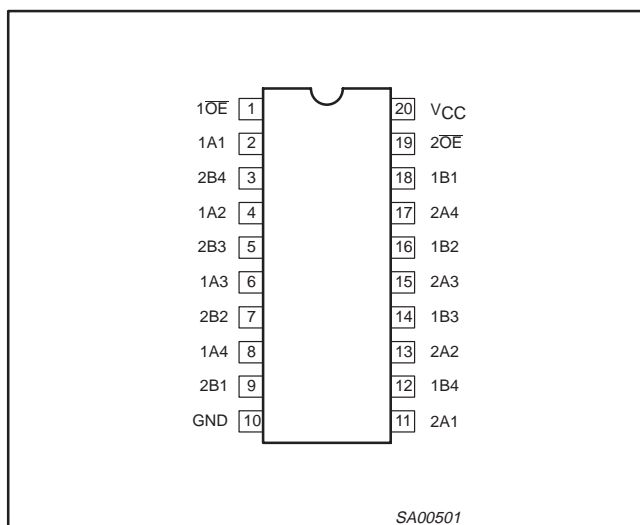 1O̅E̅ 1 20 VCC
1A1 2 19 2O̅E̅
2B4 3 18 1B1
1A2 4 17 2A4
2B3 5 16 1B2
1A3 6 15 2A3
2B2 7 14 1B3
1A4 8 13 2A2
2B1 9 12 1B4
GND 10 11 2A1
SA00501